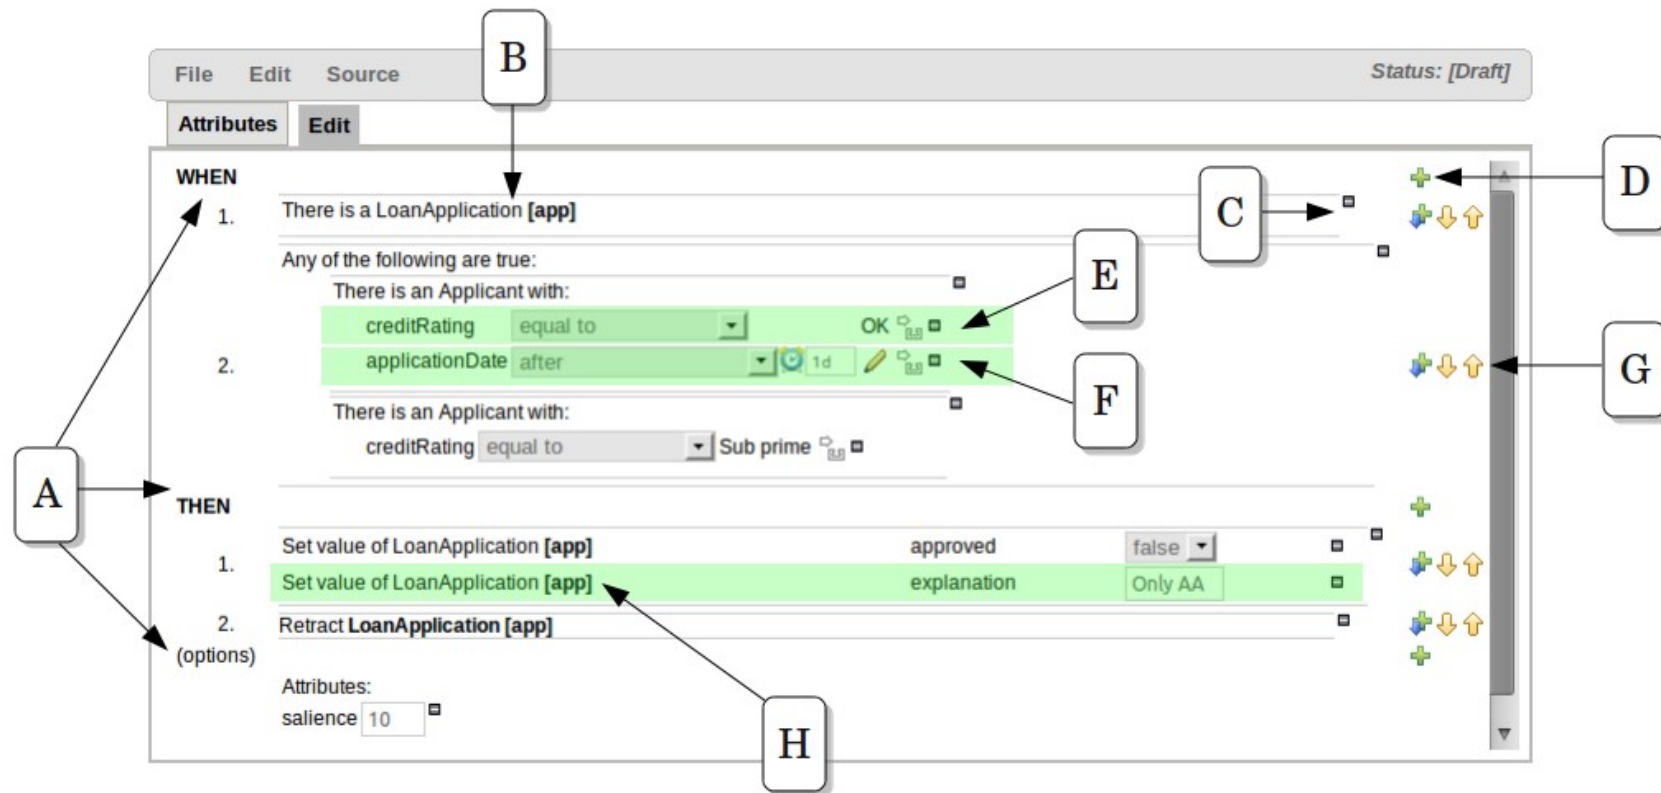 B
File Edit Source Status: [Draft]
Attributes Edit
WHEN
D
1. There is a LoanApplication [app]
C
Any of the following are true:
E
There is an Applicant with:
creditRating equal to OK
2. applicationDate after 1d
G
F
There is an Applicant with:
creditRating equal to Sub prime
A
THEN
Set value of LoanApplication [app] approved false
1.
Set value of LoanApplication [app] explanation Only AA
2. Retract LoanApplication [app]
(options)
Attributes:
salience 10
H